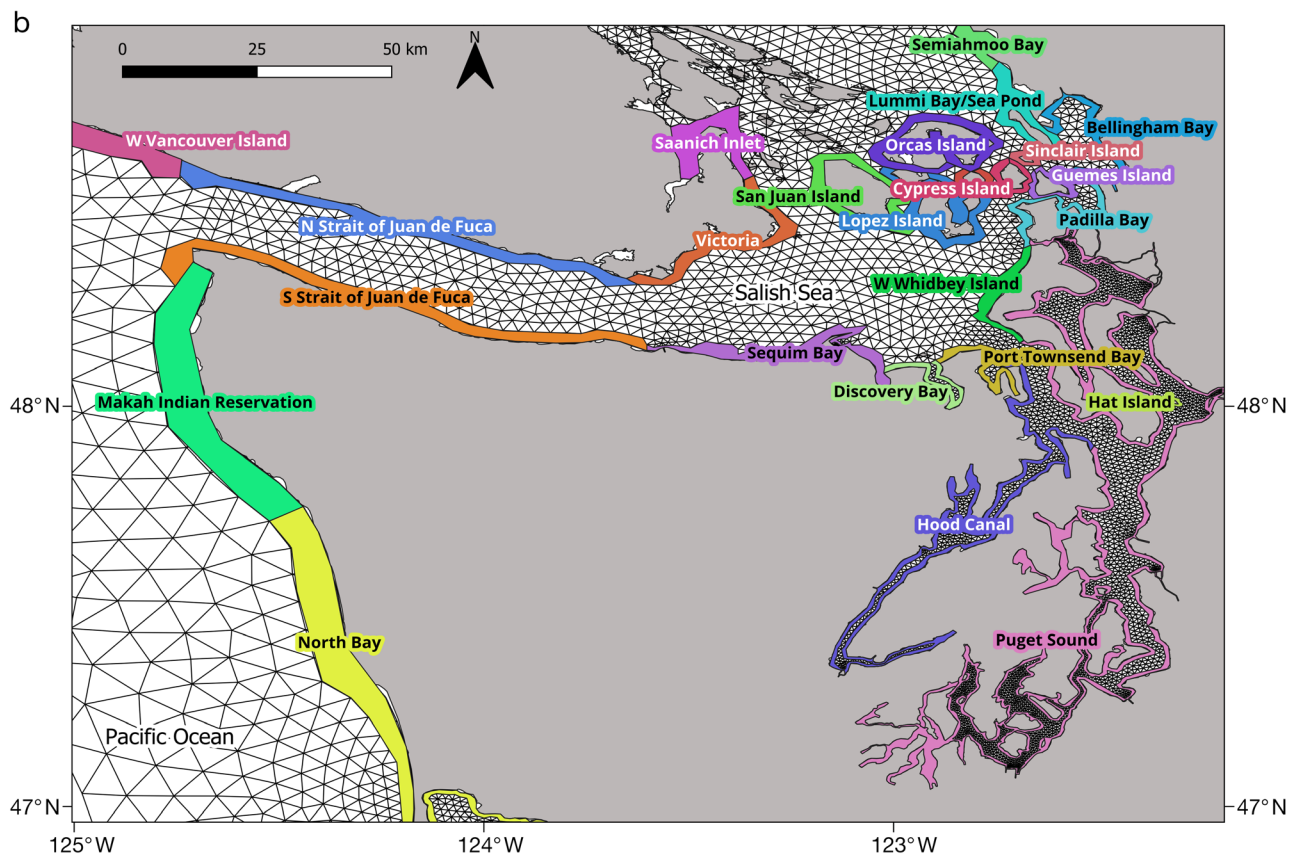 b
0 25 50 km
N
Semiahmoo Bay
Lummi Bay/Sea Pond
Bellingham Bay
W Vancouver Island
Saanich Inlet
Orcas Island
Sinclair Island
Guemes Island
Cypress Island
San Juan Island
Lopez Island
Padilla Bay
N Strait of Juan de Fuca
Victoria
W Whidbey Island
Salish Sea
S Strait of Juan de Fuca
Sequim Bay
Port Townsend Bay
Discovery Bay
Makah Indian Reservation
Hat Island
48°N
48°N
Hood Canal
North Bay
Puget Sound
Pacific Ocean
47°N
47°N
125°W 124°W 123°W